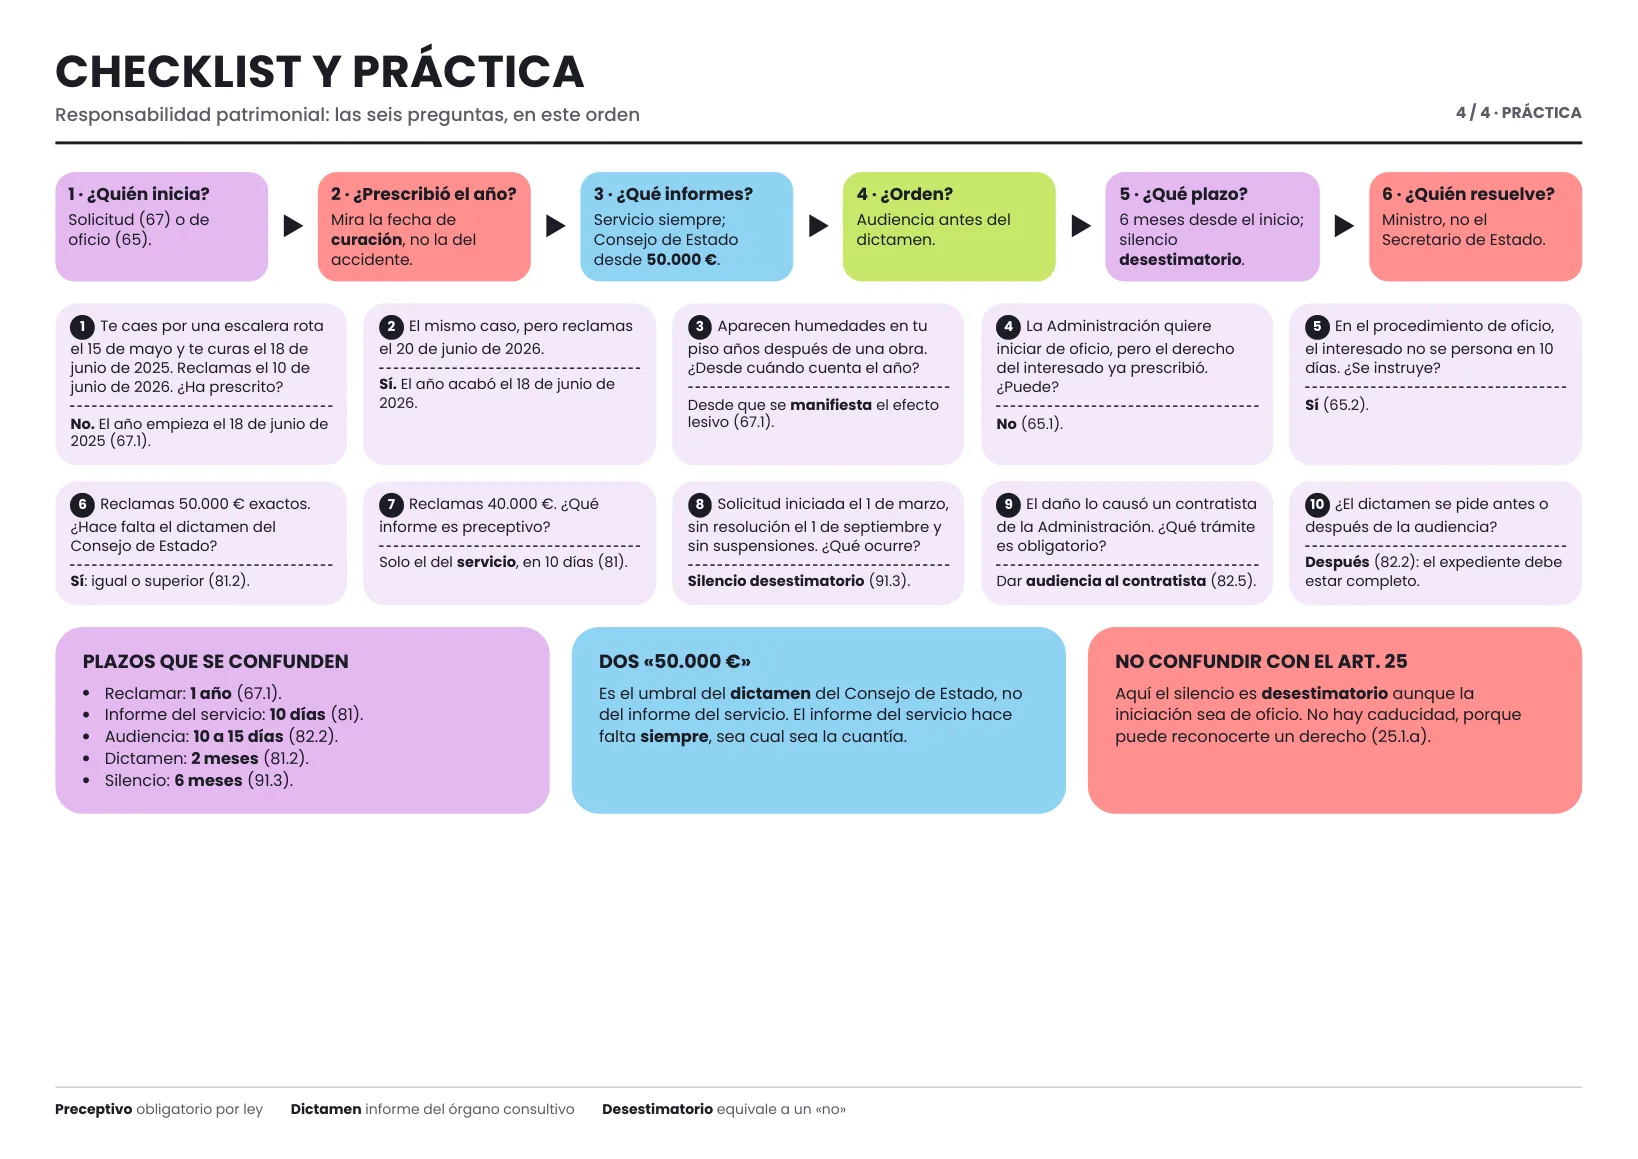 CHECKLIST Y PRÁCTICA
Responsabilidad patrimonial: las seis preguntas, en este orden
4 / 4 · PRÁCTICA
1 · ¿Quién inicia?
Solicitud (67) o de
oficio (65).
2 · ¿Prescribió el año?
Mira la fecha de
curación, no la del
accidente.
3 · ¿Qué informes?
Servicio siempre;
Consejo de Estado
desde 50.000 €.
4 · ¿Orden?
Audiencia antes del
dictamen.
5 · ¿Qué plazo?
6 meses desde el inicio;
silencio
desestimatorio.
6 · ¿Quién resuelve?
Ministro, no el
Secretario de Estado.
1 Te caes por una escalera rota
el 15 de mayo y te curas el 18 de
junio de 2025. Reclamas el 10 de
junio de 2026. ¿Ha prescrito?
No. El año empieza el 18 de junio de
2025 (67.1).
2 El mismo caso, pero reclamas
el 20 de junio de 2026.
Sí. El año acabó el 18 de junio de
2026.
3 Aparecen humedades en tu
piso años después de una obra.
¿Desde cuándo cuenta el año?
Desde que se manifiesta el efecto
lesivo (67.1).
4 La Administración quiere
iniciar de oficio, pero el derecho
del interesado ya prescribió.
¿Puede?
No (65.1).
5 En el procedimiento de oficio,
el interesado no se persona en 10
días. ¿Se instruye?
Sí (65.2).
6 Reclamas 50.000 € exactos.
¿Hace falta el dictamen del
Consejo de Estado?
Sí: igual o superior (81.2).
7 Reclamas 40.000 €. ¿Qué
informe es preceptivo?
Solo el del servicio, en 10 días (81).
8 Solicitud iniciada el 1 de marzo,
sin resolución el 1 de septiembre y
sin suspensiones. ¿Qué ocurre?
Silencio desestimatorio (91.3).
9 El daño lo causó un contratista
de la Administración. ¿Qué trámite
es obligatorio?
Dar audiencia al contratista (82.5).
10 ¿El dictamen se pide antes o
después de la audiencia?
Después (82.2): el expediente debe
estar completo.
PLAZOS QUE SE CONFUNDEN
• Reclamar: 1 año (67.1).
• Informe del servicio: 10 días (81).
• Audiencia: 10 a 15 días (82.2).
• Dictamen: 2 meses (81.2).
• Silencio: 6 meses (91.3).
DOS «50.000 €»
Es el umbral del dictamen del Consejo de Estado, no
del informe del servicio. El informe del servicio hace
falta siempre, sea cual sea la cuantía.
NO CONFUNDIR CON EL ART. 25
Aquí el silencio es desestimatorio aunque la
iniciación sea de oficio. No hay caducidad, porque
puede reconocerte un derecho (25.1.a).
Preceptivo obligatorio por ley Dictamen informe del órgano consultivo Desestimatorio equivale a un «no»